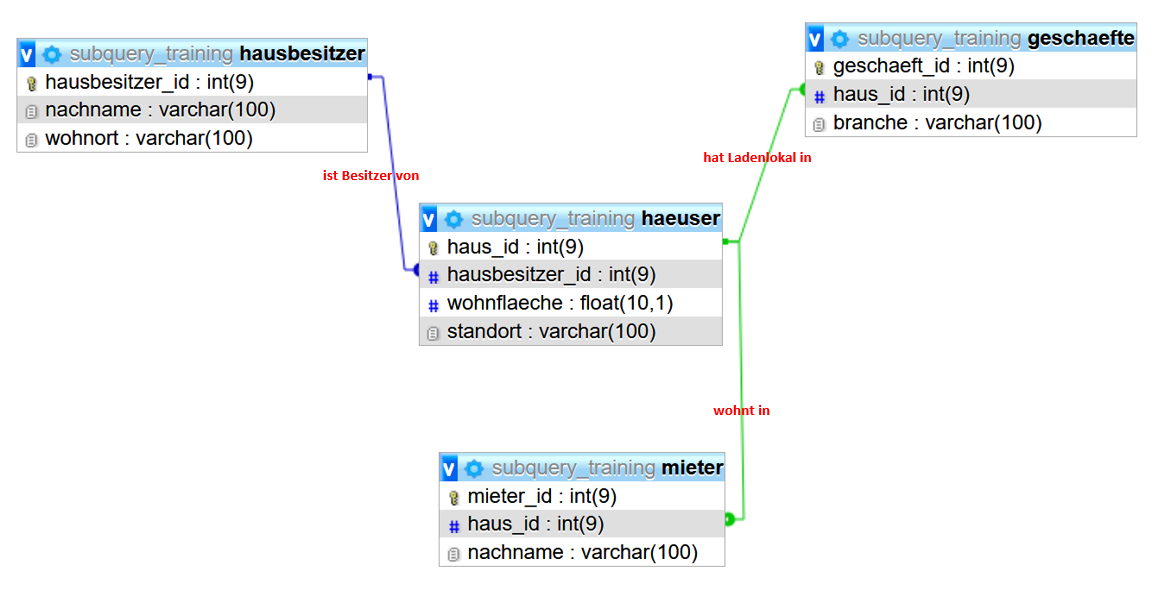 v subquery_training hausbesitzer
hausbesitzer_id : int(9)
nachname : varchar(100)
wohnort : varchar(100)
v subquery_training geschaefte
geschaeft_id : int(9)
# haus_id : int(9)
branche : varchar(100)
hat Ladenlokal in
ist Besitzer von
v subquery_training haeuser
haus_id : int(9)
# hausbesitzer_id : int(9)
# wohnflaeche : float(10,1)
standort : varchar(100)
wohnt in
v subquery_training mieter
mieter_id : int(9)
# haus_id : int(9)
nachname : varchar(100)